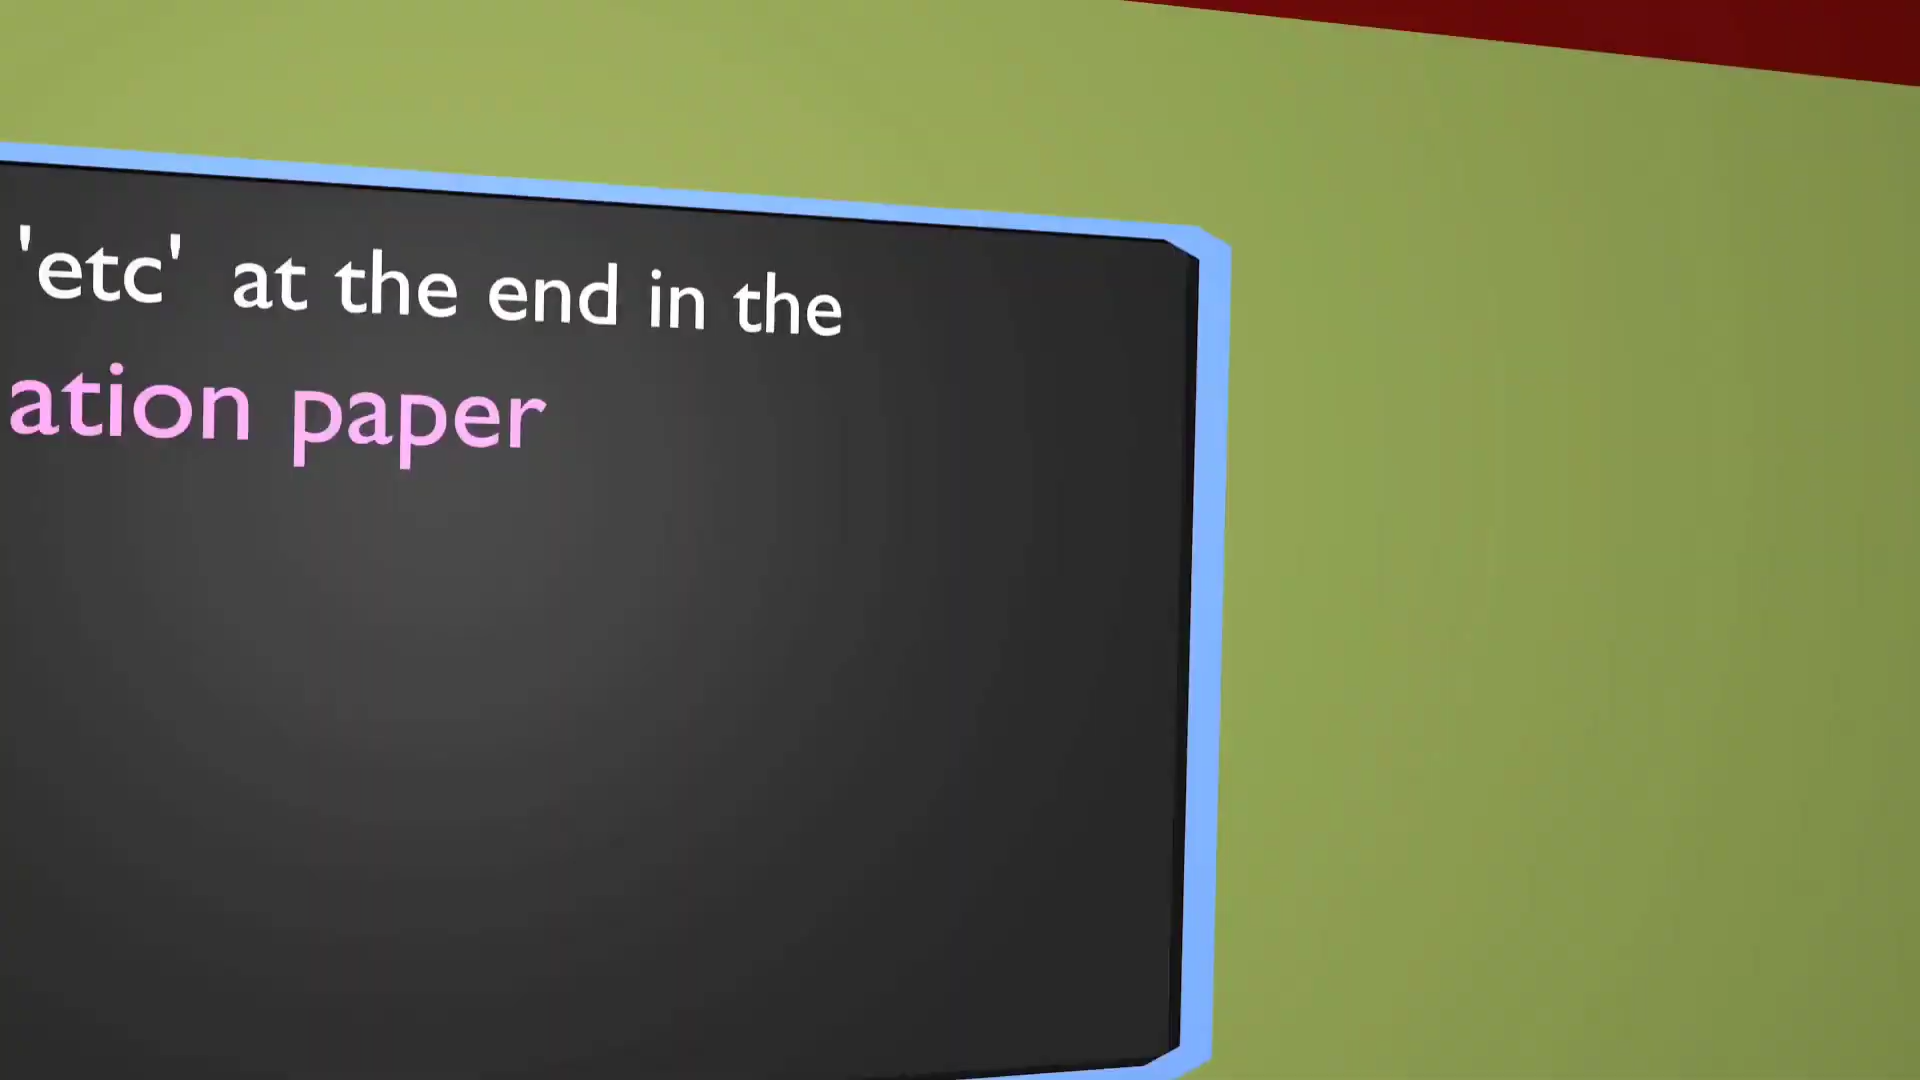 'etc' at the end in the
ation paper